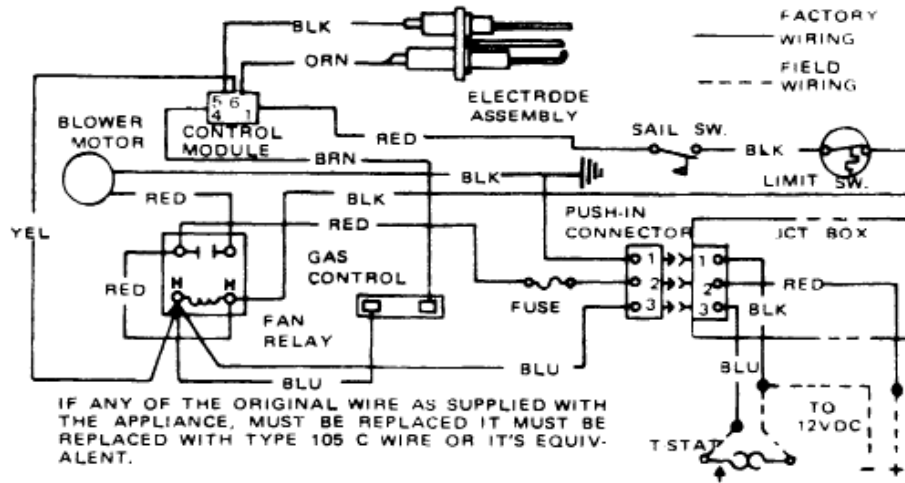 BLK
FACTORY
WIRING
ORN
FIELD
WIRING
ELECTRODE
ASSEMBLY
5 6
4 1
CONTROL
MODULE
BLOWER
MOTOR
RED
SAIL SW.
BLK
LIMIT SW.
BRN
BLK
RED
BLK
YEL
RED
PUSH-IN
CONNECTOR
JCT BOX
GAS
CONTROL
1
2
3
1
2
3
RED
H
H
RED
FUSE
BLK
FAN
RELAY
BLU
BLU
BLU
IF ANY OF THE ORIGINAL WIRE AS SUPPLIED WITH
THE APPLIANCE, MUST BE REPLACED IT MUST BE
REPLACED WITH TYPE 105 C WIRE OR IT'S EQUIV-
ALENT.
TO
12VDC
T STAT
- +